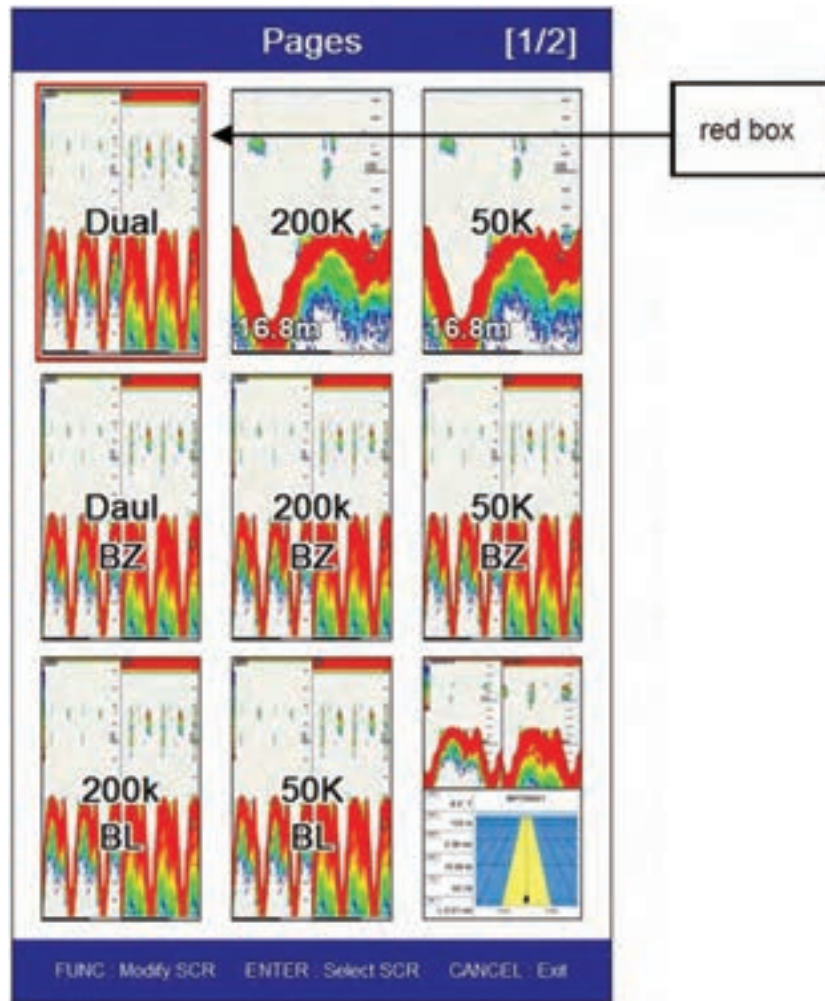 Pages [1/2]
red box
Dual 200K 50K
16.8m 16.8m
Daul 200k 50K
BZ BZ BZ
200k 50K
BL BL
FUNC : Modify SCR ENTER : Select SCR CANCEL : Exit